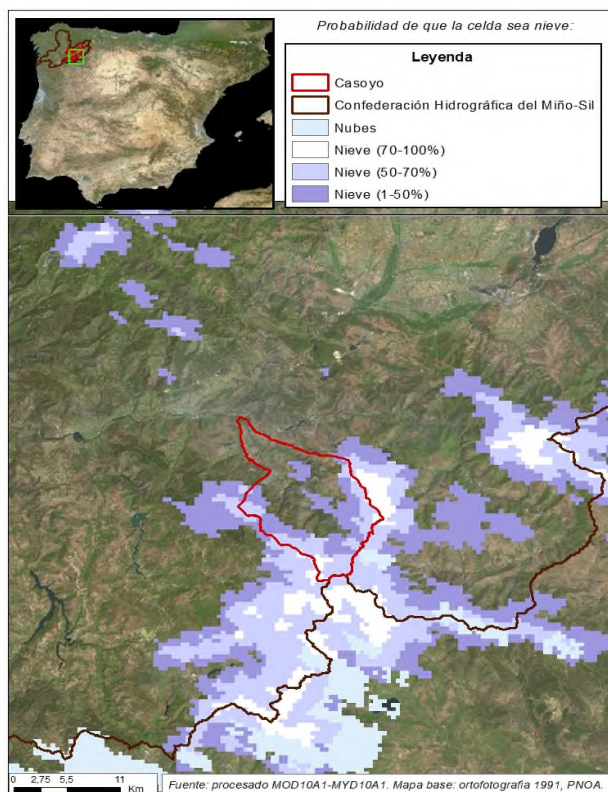 Probabilidad de que la celda sea nieve:
Leyenda
Casoyo
Confederación Hidrográfica del Miño-Sil
Nubes
Nieve (70-100%)
Nieve (50-70%)
Nieve (1-50%)
0 2,75 5,5 11
Km
Fuente: procesado MOD10A1-MYD10A1. Mapa base: ortofotografía 1991, PNOA.